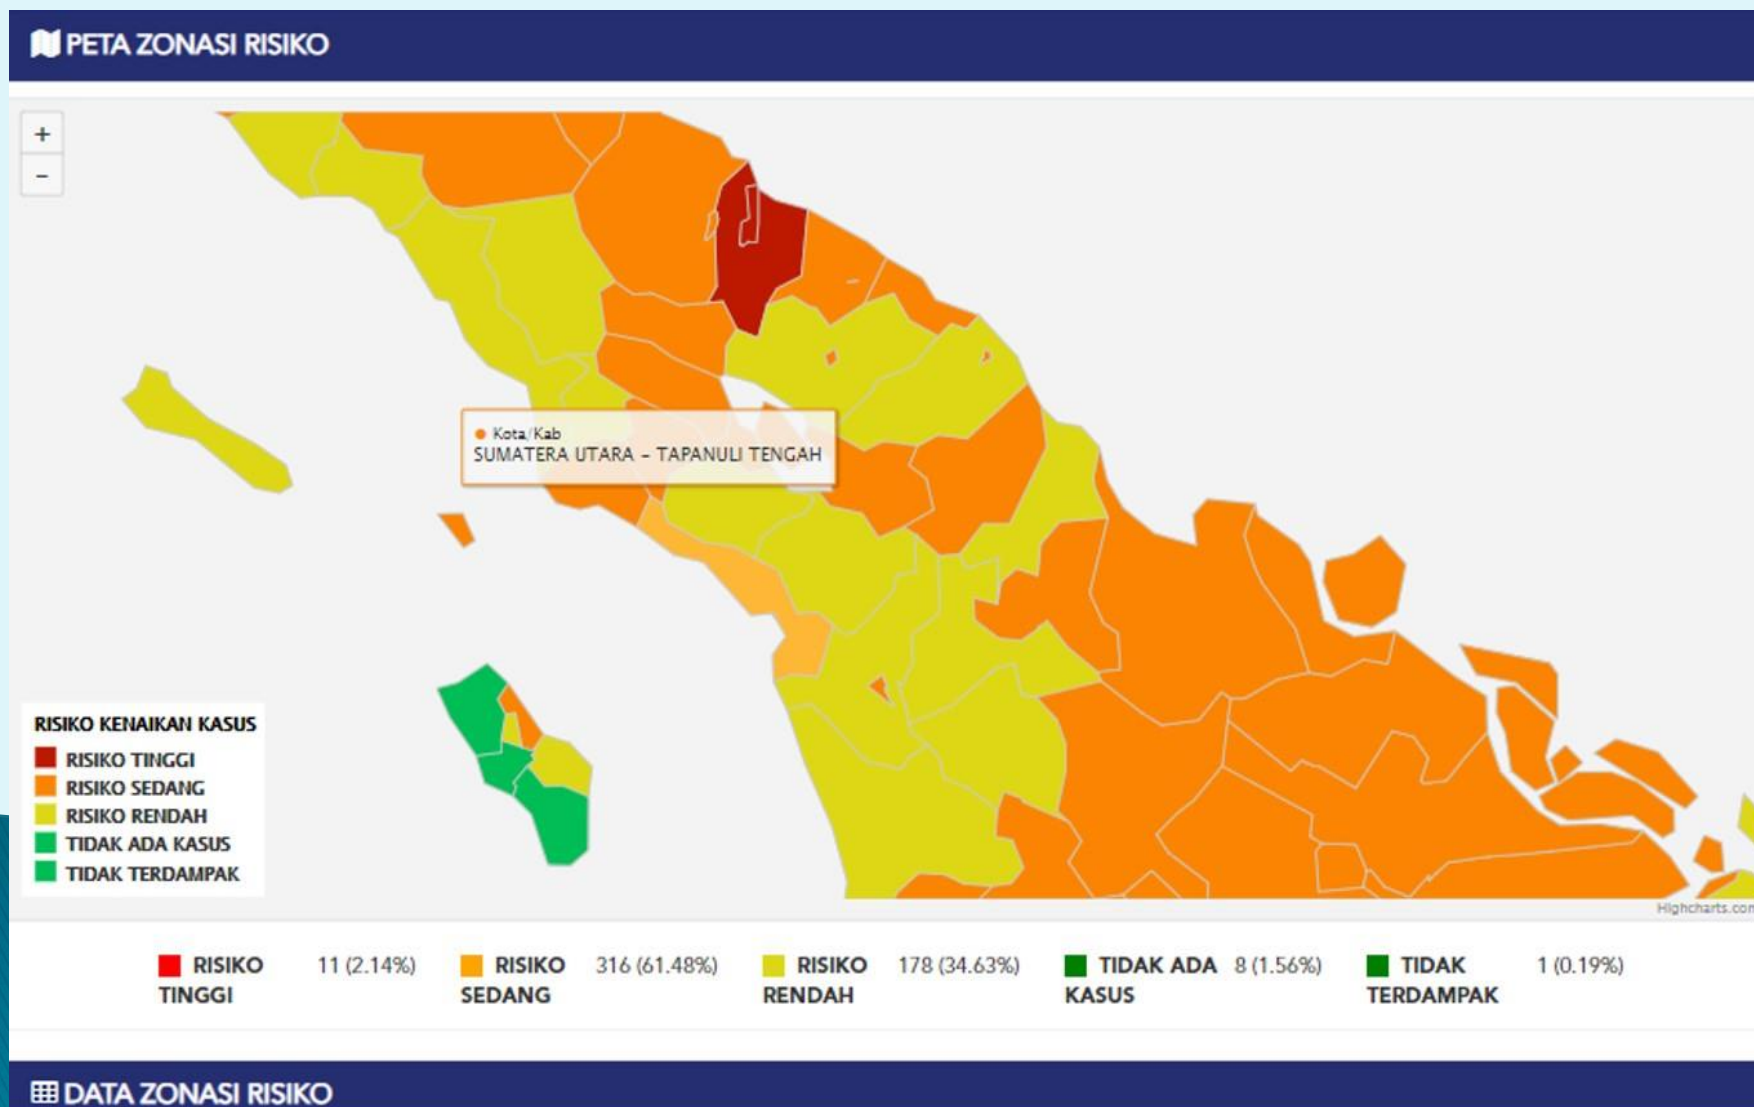 PETA ZONASI RISIKO
+
-
Kota/Kab
SUMATERA UTARA - TAPANULI TENGAH
RISIKO KENAIKAN KASUS
RISIKO TINGGI
RISIKO SEDANG
RISIKO RENDAH
TIDAK ADA KASUS
TIDAK TERDAMPAK
Highcharts.com
RISIKO TINGGI 11 (2.14%)
RISIKO SEDANG 316 (61.48%)
RISIKO RENDAH 178 (34.63%)
TIDAK ADA KASUS 8 (1.56%)
TIDAK TERDAMPAK 1 (0.19%)
DATA ZONASI RISIKO